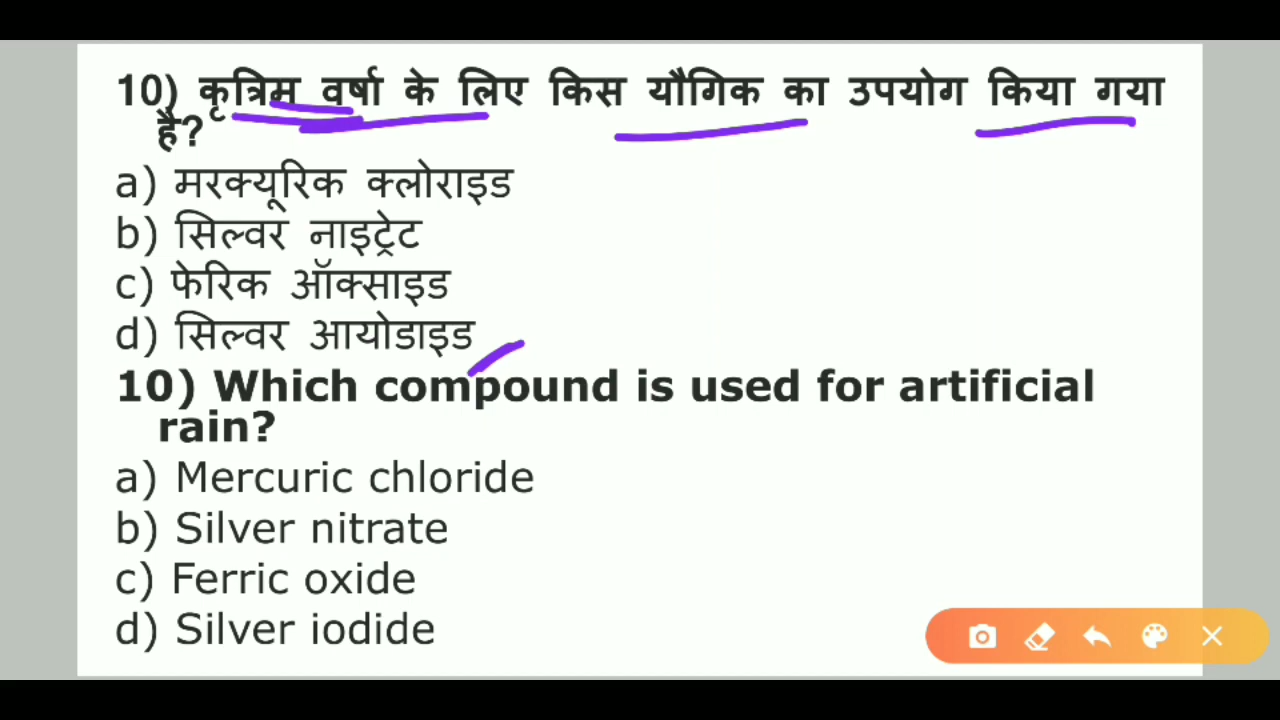 10) कृत्रिम वर्षा के लिए किस यौगिक का उपयोग किया गया
है?
a) मरक्यूरिक क्लोराइड
b) सिल्वर नाइट्रेट
c) फेरिक ऑक्साइड
d) सिल्वर आयोडाइड
10) Which compound is used for artificial
rain?
a) Mercuric chloride
b) Silver nitrate
c) Ferric oxide
d) Silver iodide